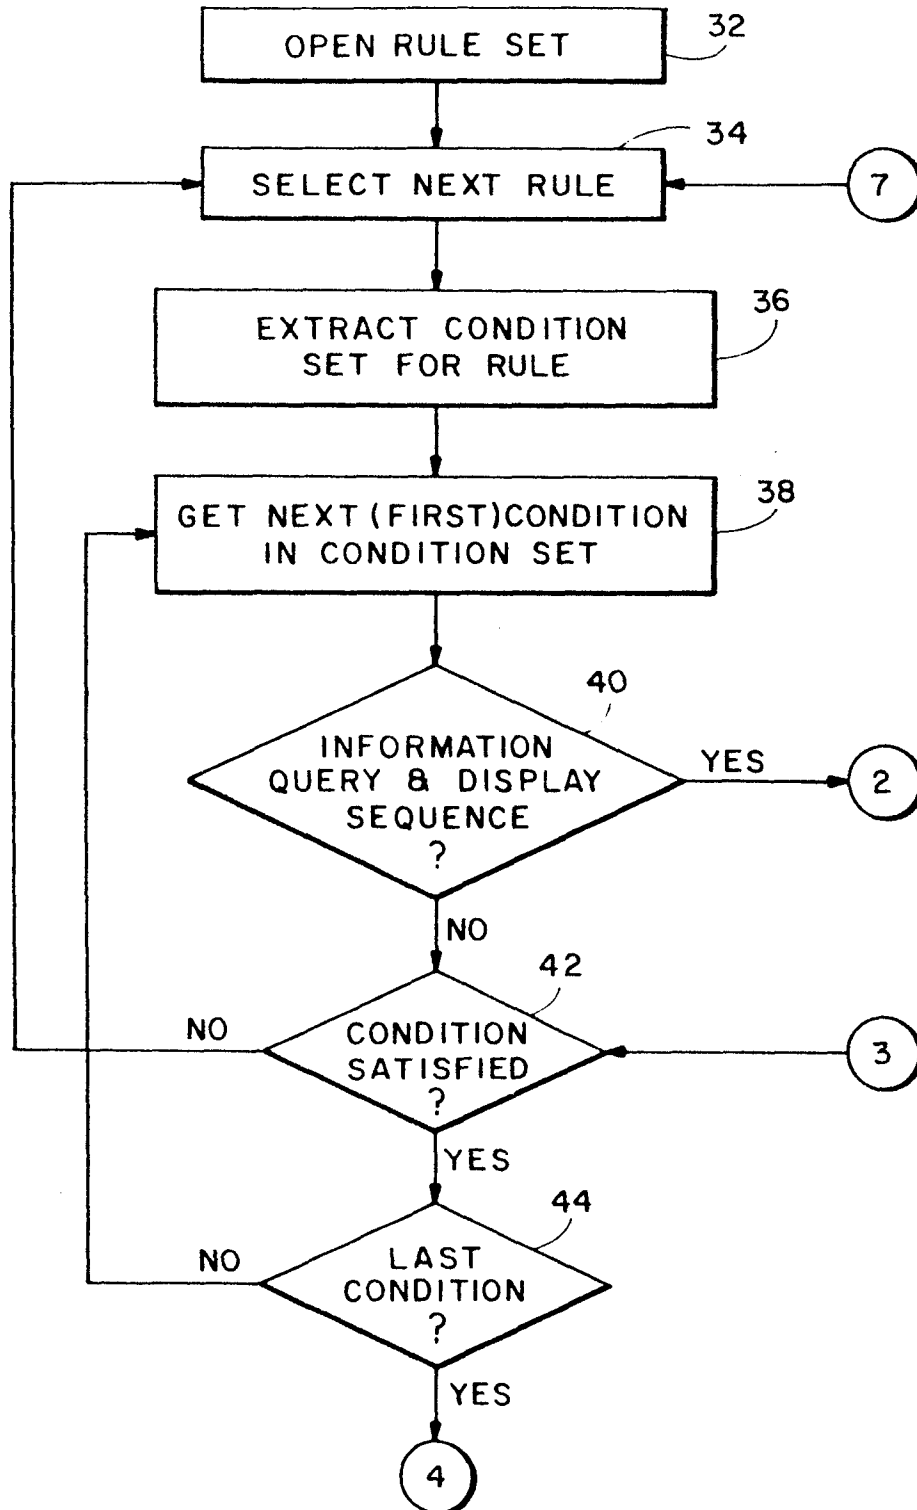 OPEN RULE SET
32
34
SELECT NEXT RULE
7
36
EXTRACT CONDITION
SET FOR RULE
38
GET NEXT (FIRST) CONDITION
IN CONDITION SET
40
INFORMATION
QUERY & DISPLAY
SEQUENCE
?
YES
2
NO
42
NO
CONDITION
SATISFIED
?
3
YES
44
NO
LAST
CONDITION
?
YES
4